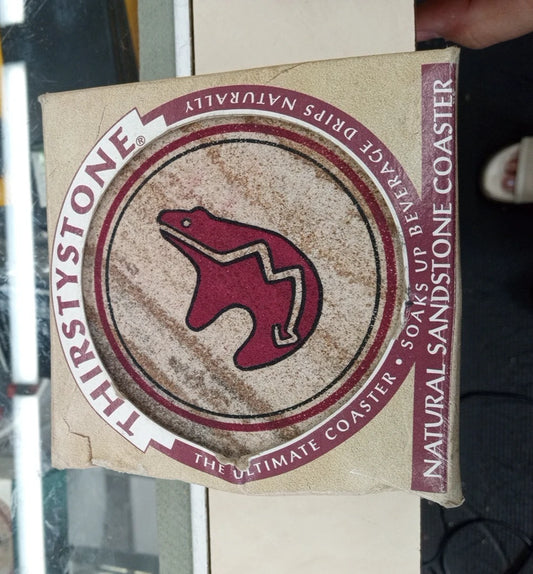 THIRSTYSTONE®
THE ULTIMATE COASTER • SOAKS UP BEVERAGE DRIPS NATURALLY
NATURAL SANDSTONE COASTER